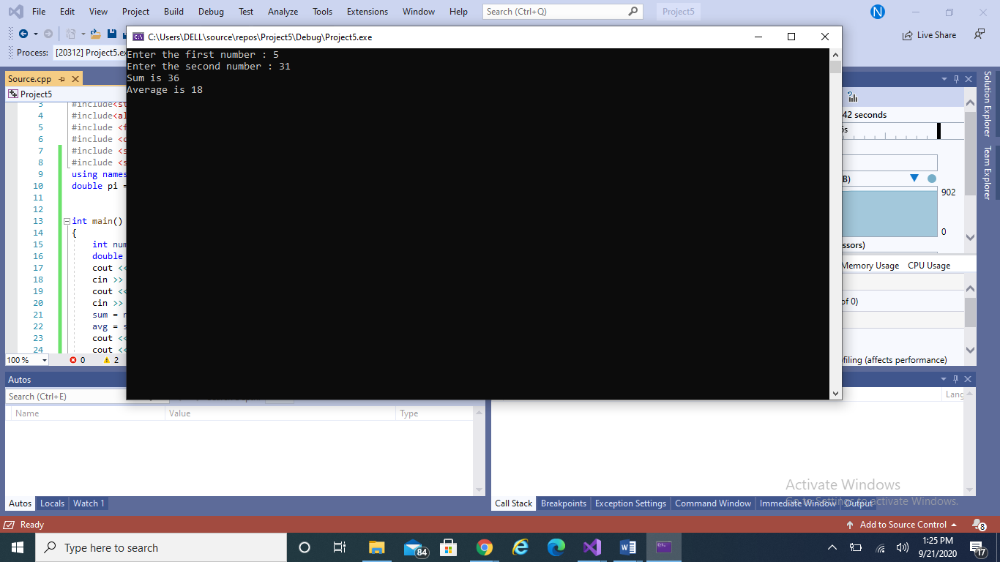 File Edit View Project Build Debug Test Analyze Tools Extensions Window Help Search (Ctrl+Q) Project5 N
C:\Users\DELL\source\repos\Project5\Debug\Project5.exe
Live Share
Process: [20312] Project5.exe
Enter the first number : 5
Enter the second number : 31
Sum is 36
Average is 18
Source.cpp
Project5
3 #include<st
4 #include<al
5 #include <f
6 #include <c
7 #include <s
8 #include <s
9 using names
10 double pi =
11
12
13 int main()
14 {
15 int num
16 double
17 cout <<
18 cin >>
19 cout <<
20 cin >>
21 sum = n
22 avg = s
23 cout <<
24 cout <<
100 % 0 2
42 seconds
B)
902
0
ssors)
Memory Usage CPU Usage
of 0)
ofiling (affects performance)
Solution Explorer
Team Explorer
Autos
Search (Ctrl+E)
Name Value Type
Lang
Autos Locals Watch 1
Call Stack Breakpoints Exception Settings Command Window Immediate Window Output
Activate Windows
Go to Settings to activate Windows.
Ready
Add to Source Control 8
Type here to search
84
1:25 PM
9/21/2020
17